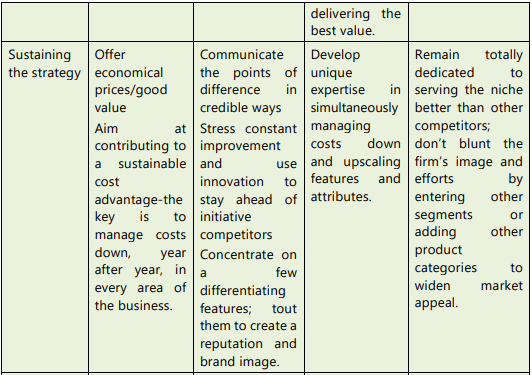 delivering the
best value.
Sustaining
the strategy
Offer
economical
prices/good
value
Aim at
contributing to
a sustainable
cost
advantage-the
key is to
manage costs
down, year
after year, in
every area of
the business.
Communicate
the points of
difference in
credible ways
Stress constant
improvement
and use
innovation to
stay ahead of
initiative
competitors
Concentrate on
a few
differentiating
features; tout
them to create a
reputation and
brand image.
Develop
unique
expertise in
simultaneously
managing
costs down
and upscaling
features and
attributes.
Remain totally
dedicated to
serving the niche
better than other
competitors;
don’t blunt the
firm’s image and
efforts by
entering other
segments or
adding other
product
categories to
widen market
appeal.